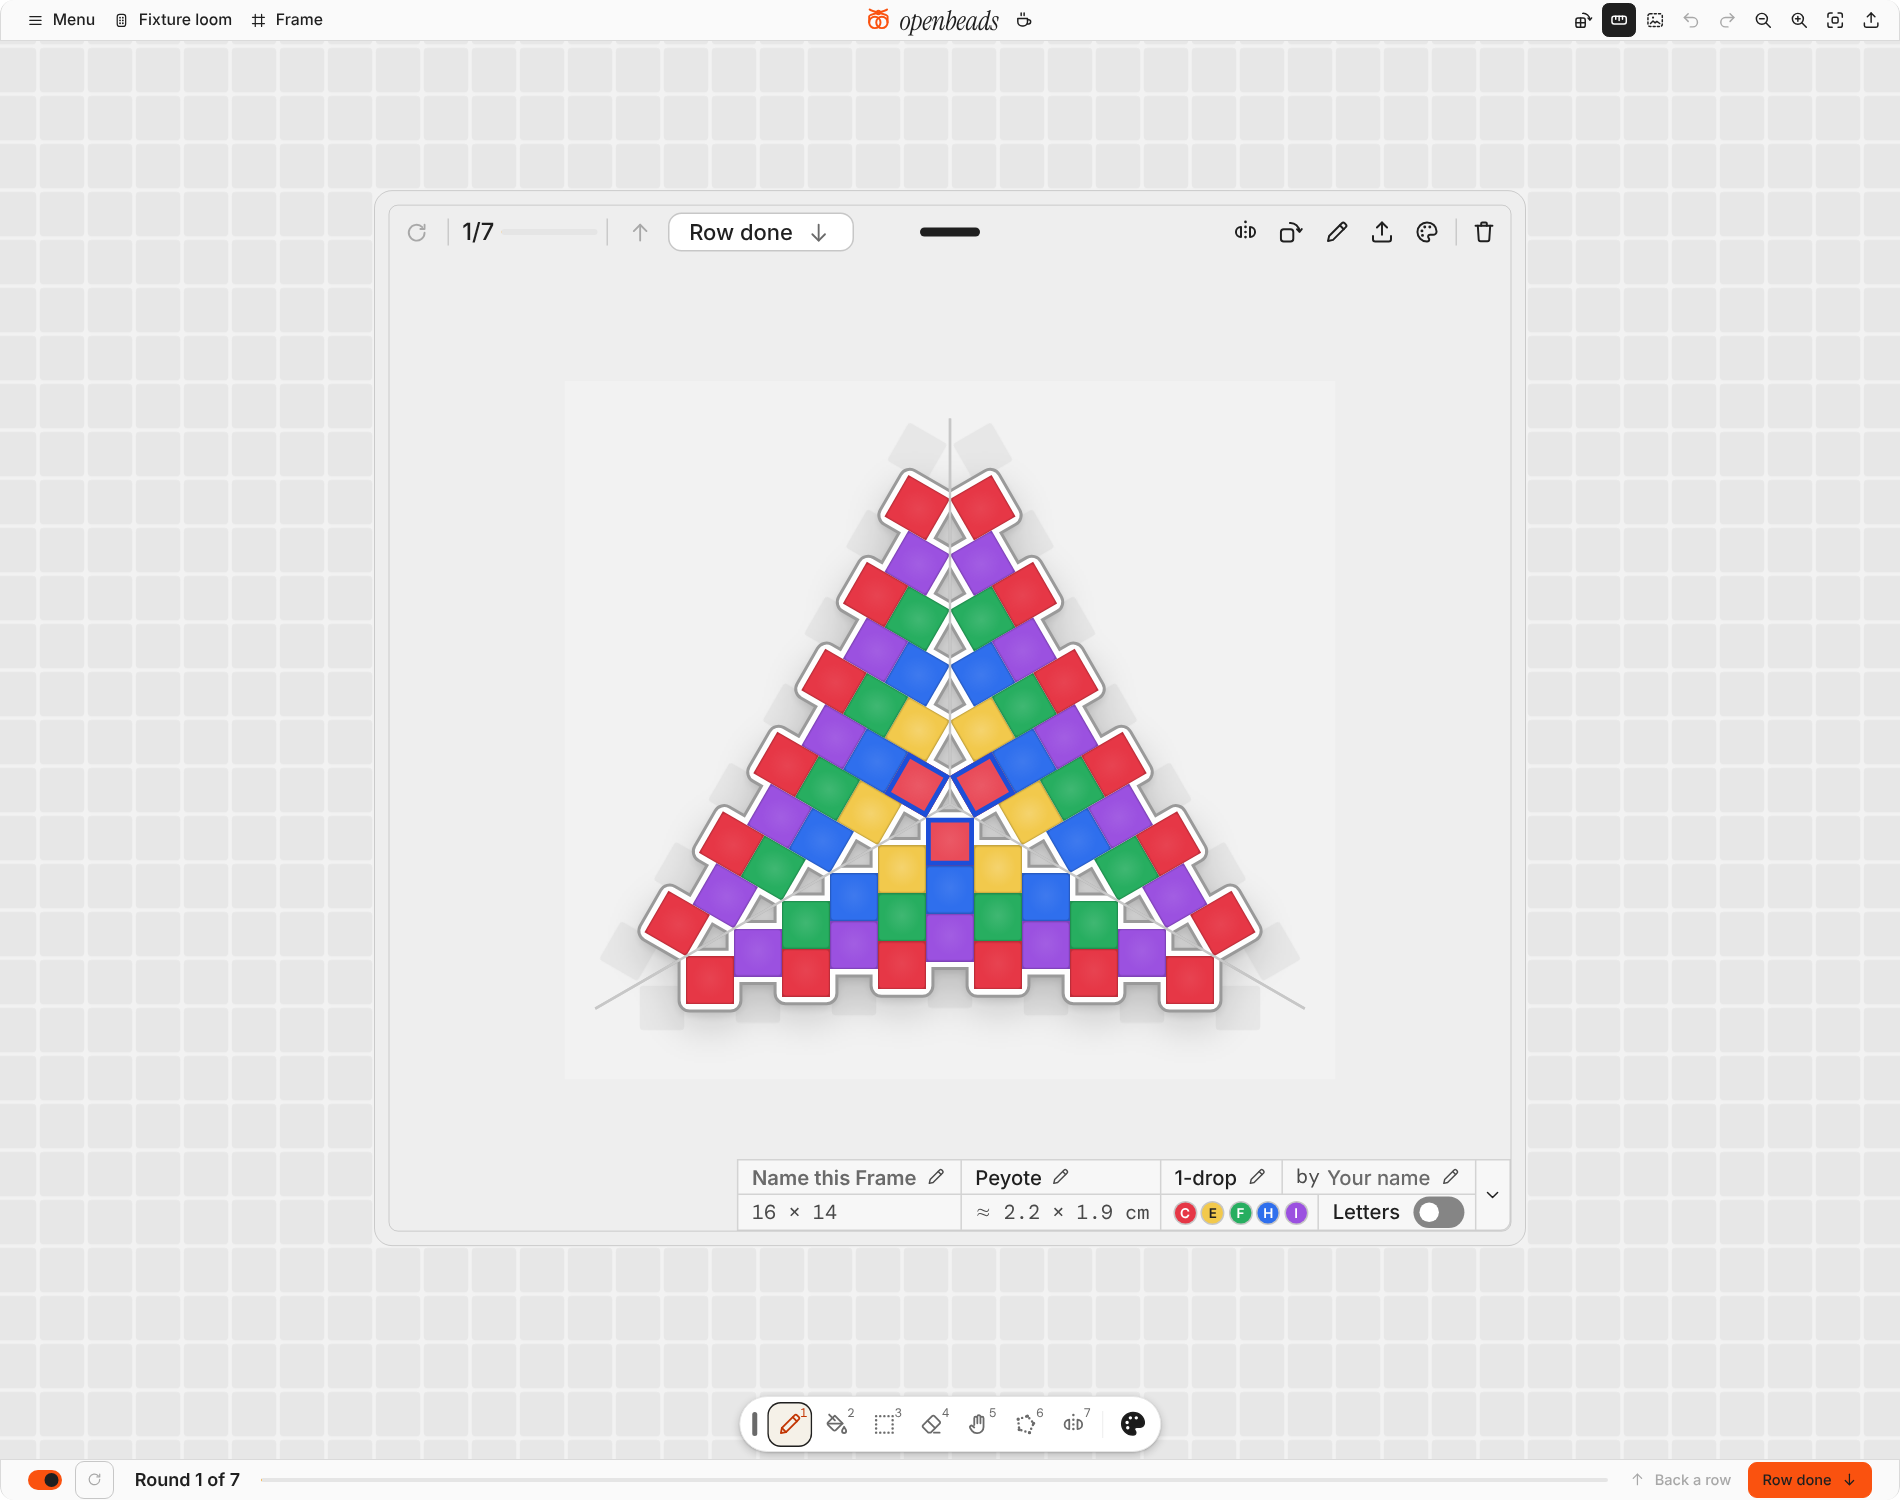 Menu Fixture loom Frame openbeads
1/7 Row done
Name this Frame Peyote 1-drop by Your name
16 × 14 ≈ 2.2 × 1.9 cm C E F H I Letters
1 2 3 4 5 6 7
Round 1 of 7 Back a row Row done